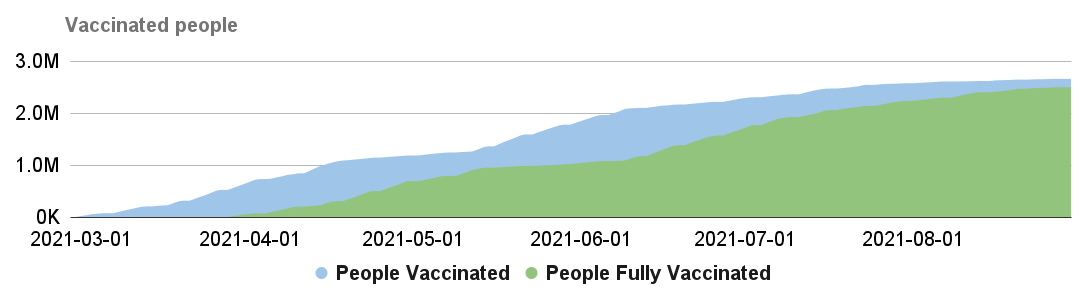 Vaccinated people
3.0M
2.0M
1.0M
0K
2021-03-01 2021-04-01 2021-05-01 2021-06-01 2021-07-01 2021-08-01
People Vaccinated People Fully Vaccinated